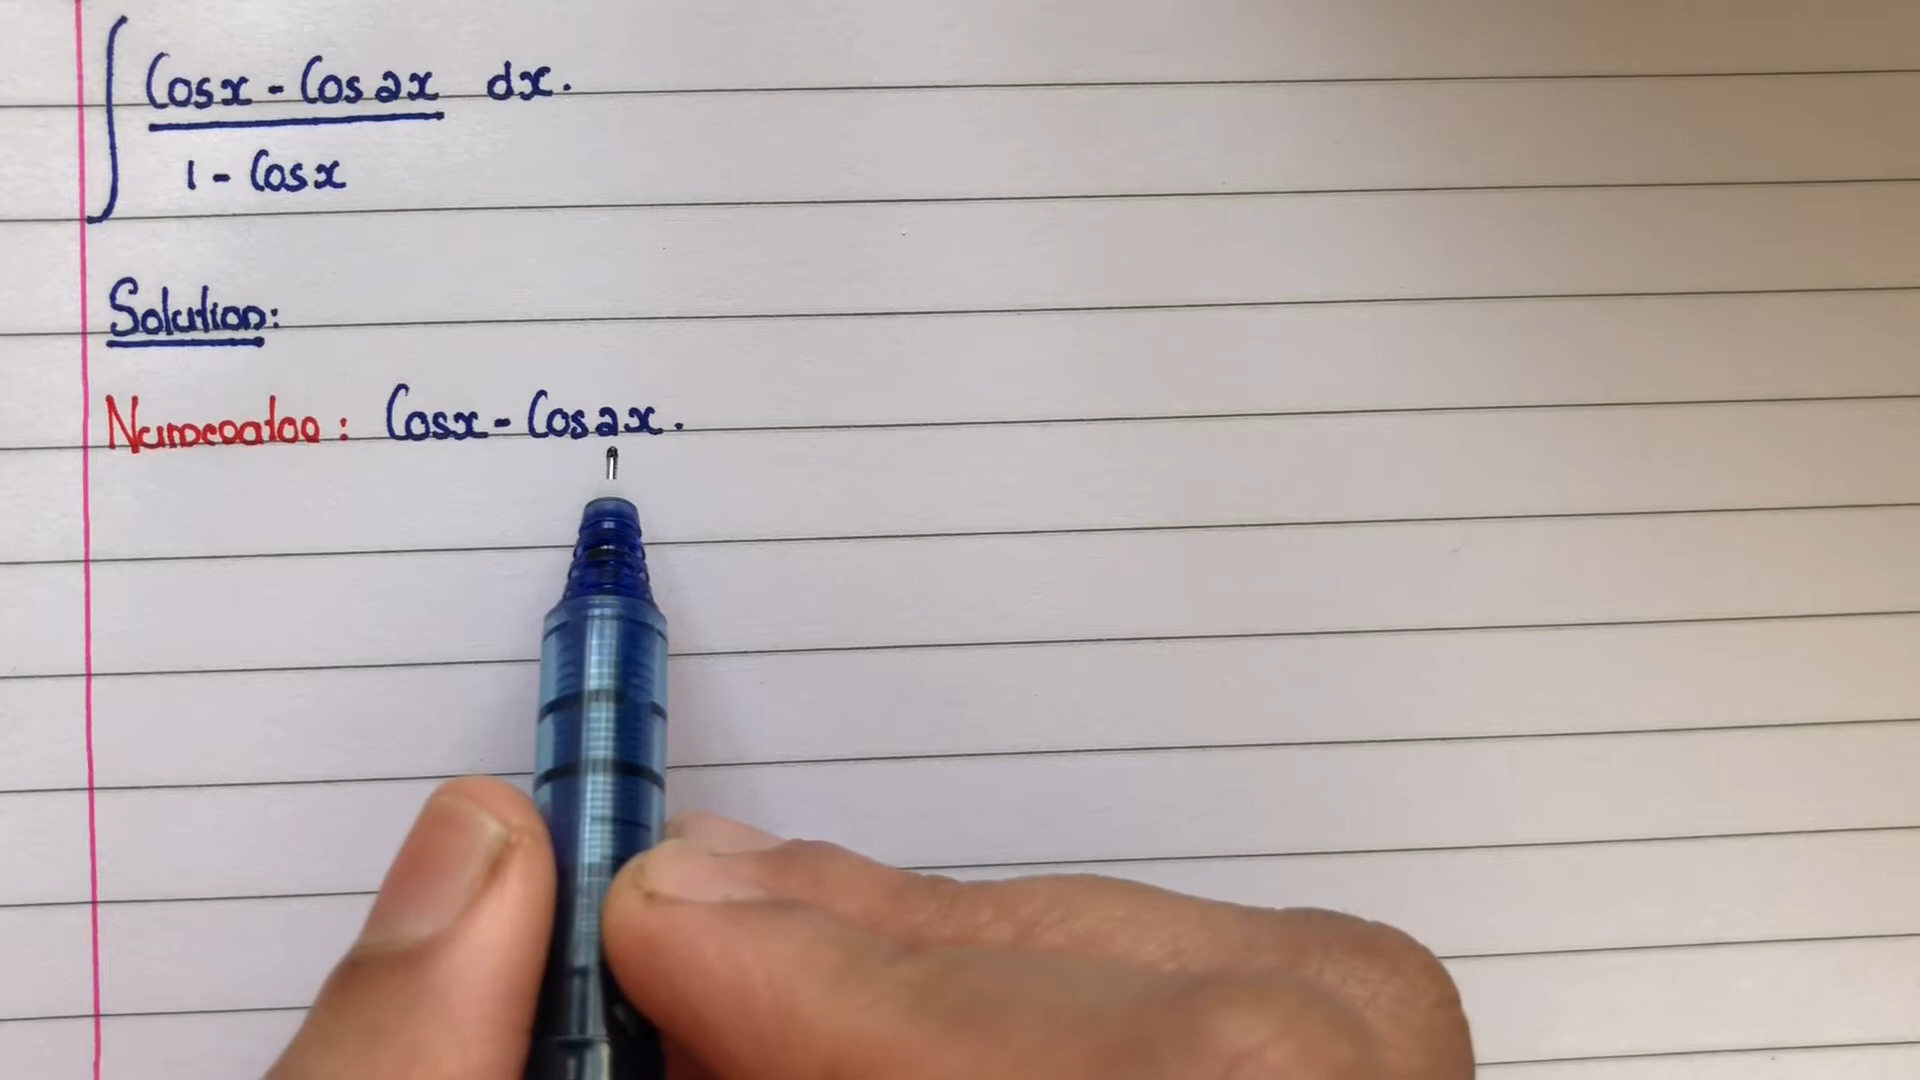 ∫ Cosx - Cos2x dx.
1 - Cosx
Solution:
Numerator: Cosx - Cos2x.